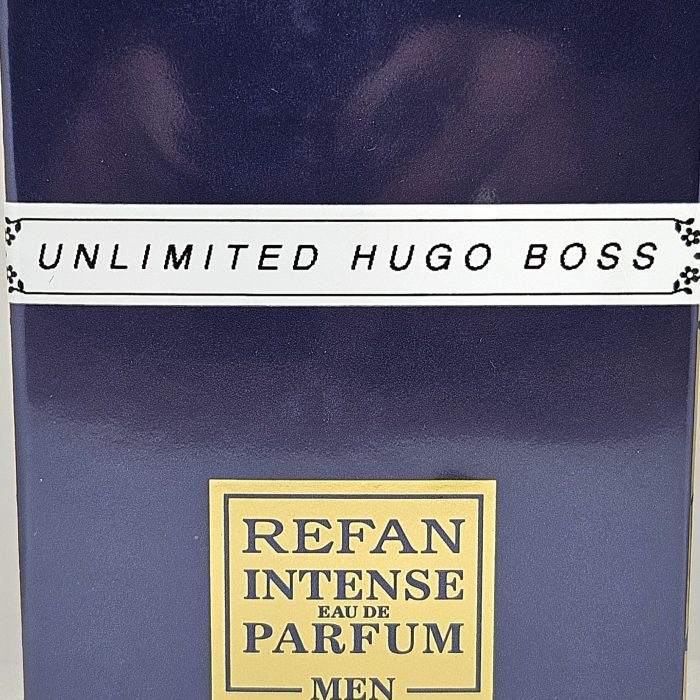 UNLIMITED HUGO BOSS
REFAN
INTENSE
EAU DE
PARFUM
MEN